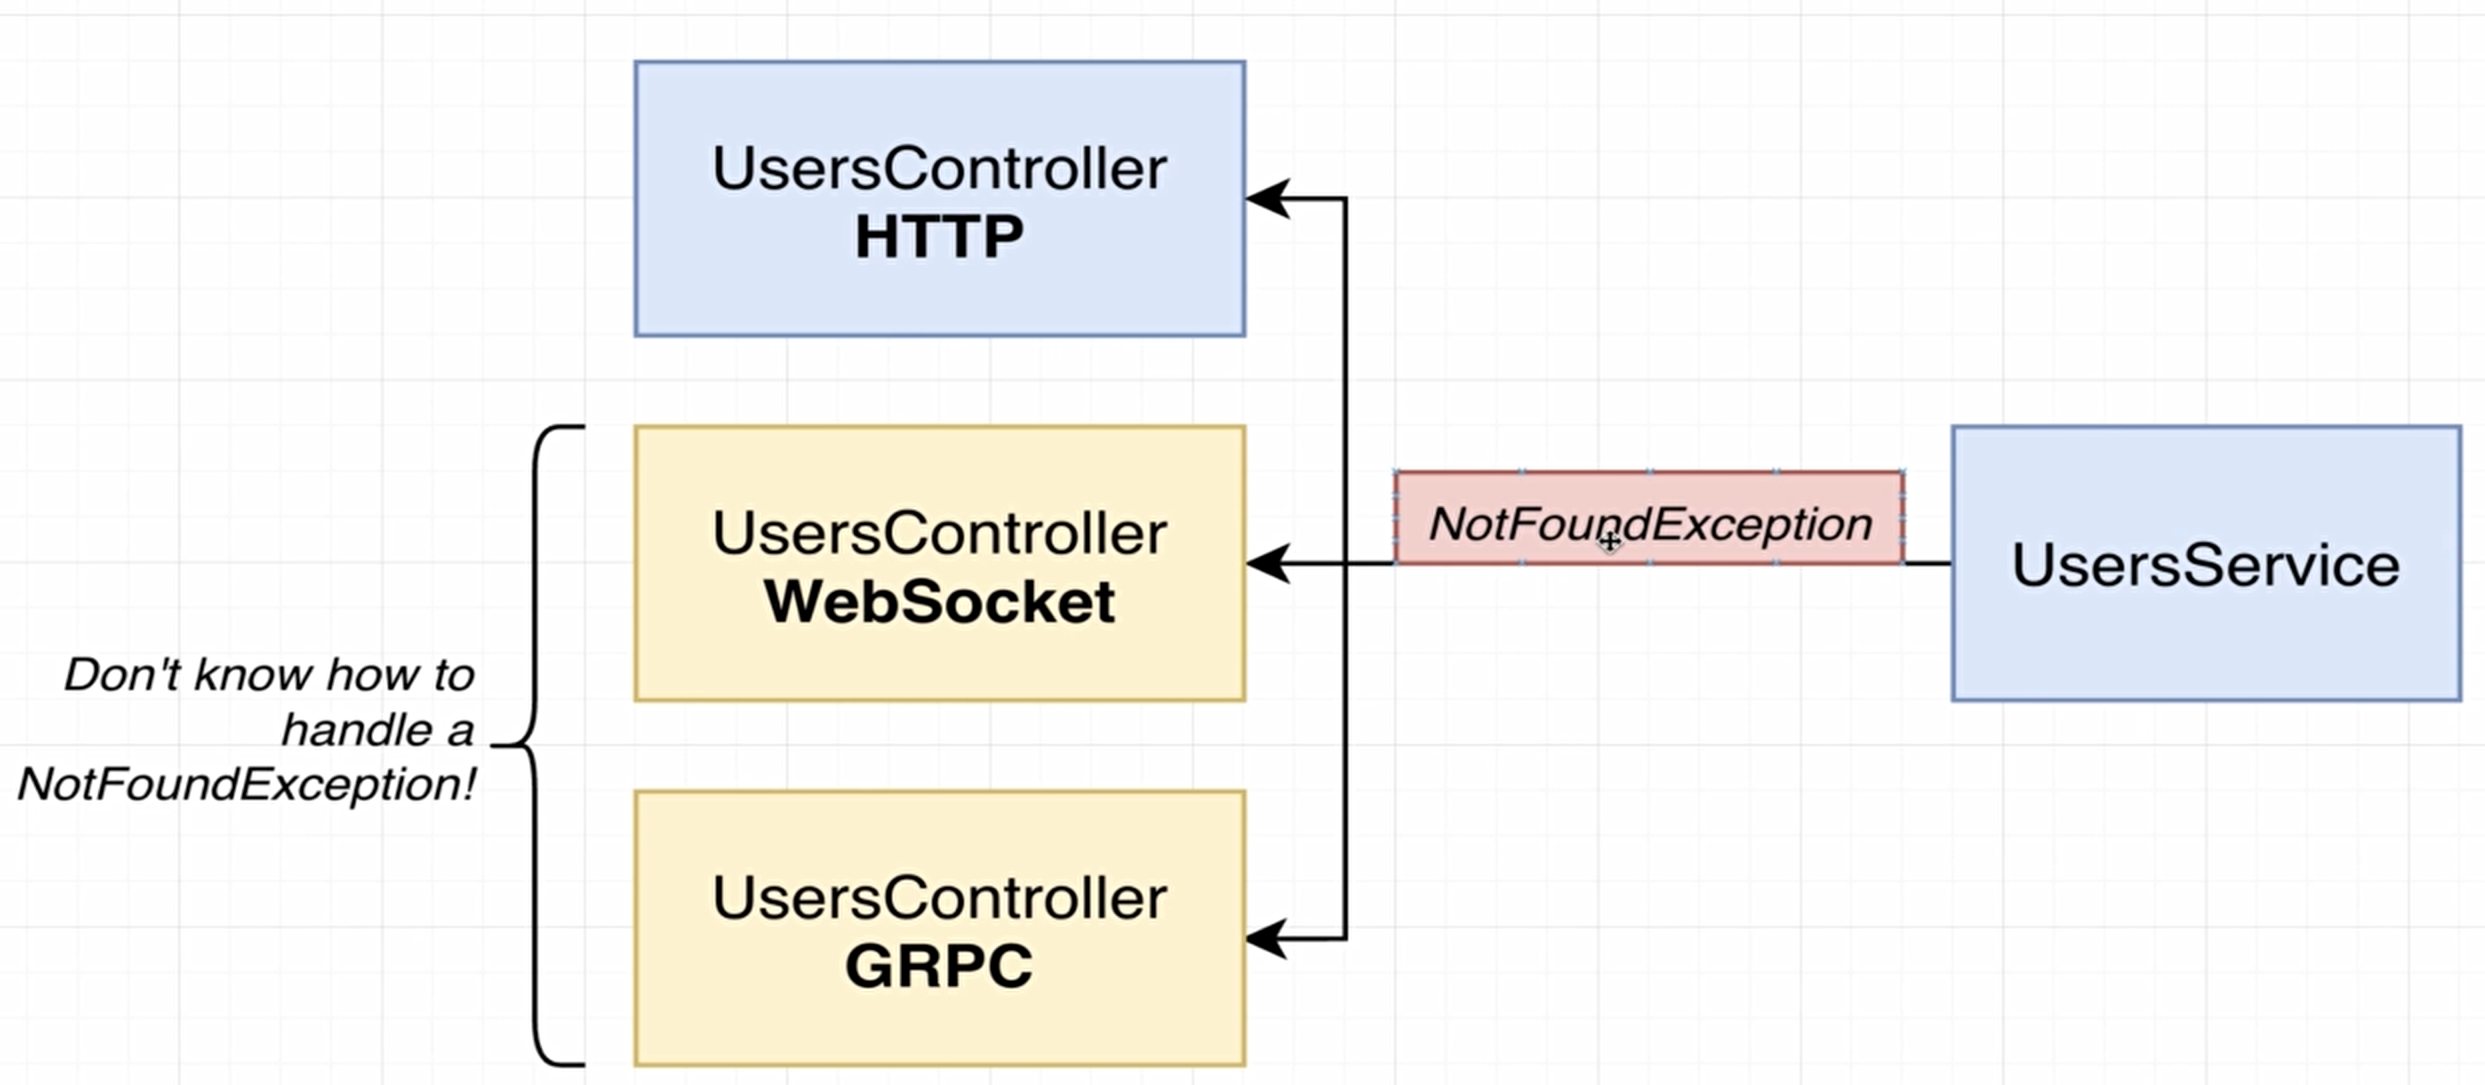 UsersController
HTTP
UsersController
WebSocket
NotFoundException
UsersService
Don't know how to
handle a
NotFoundException!
UsersController
GRPC